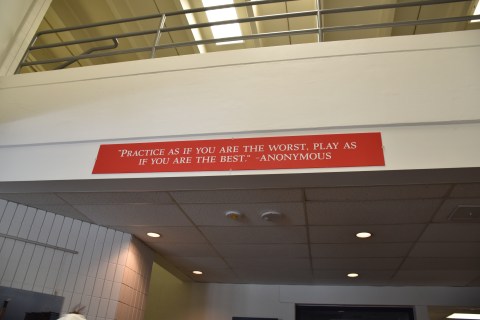 "PRACTICE AS IF YOU ARE THE WORST, PLAY AS
IF YOU ARE THE BEST." -ANONYMOUS